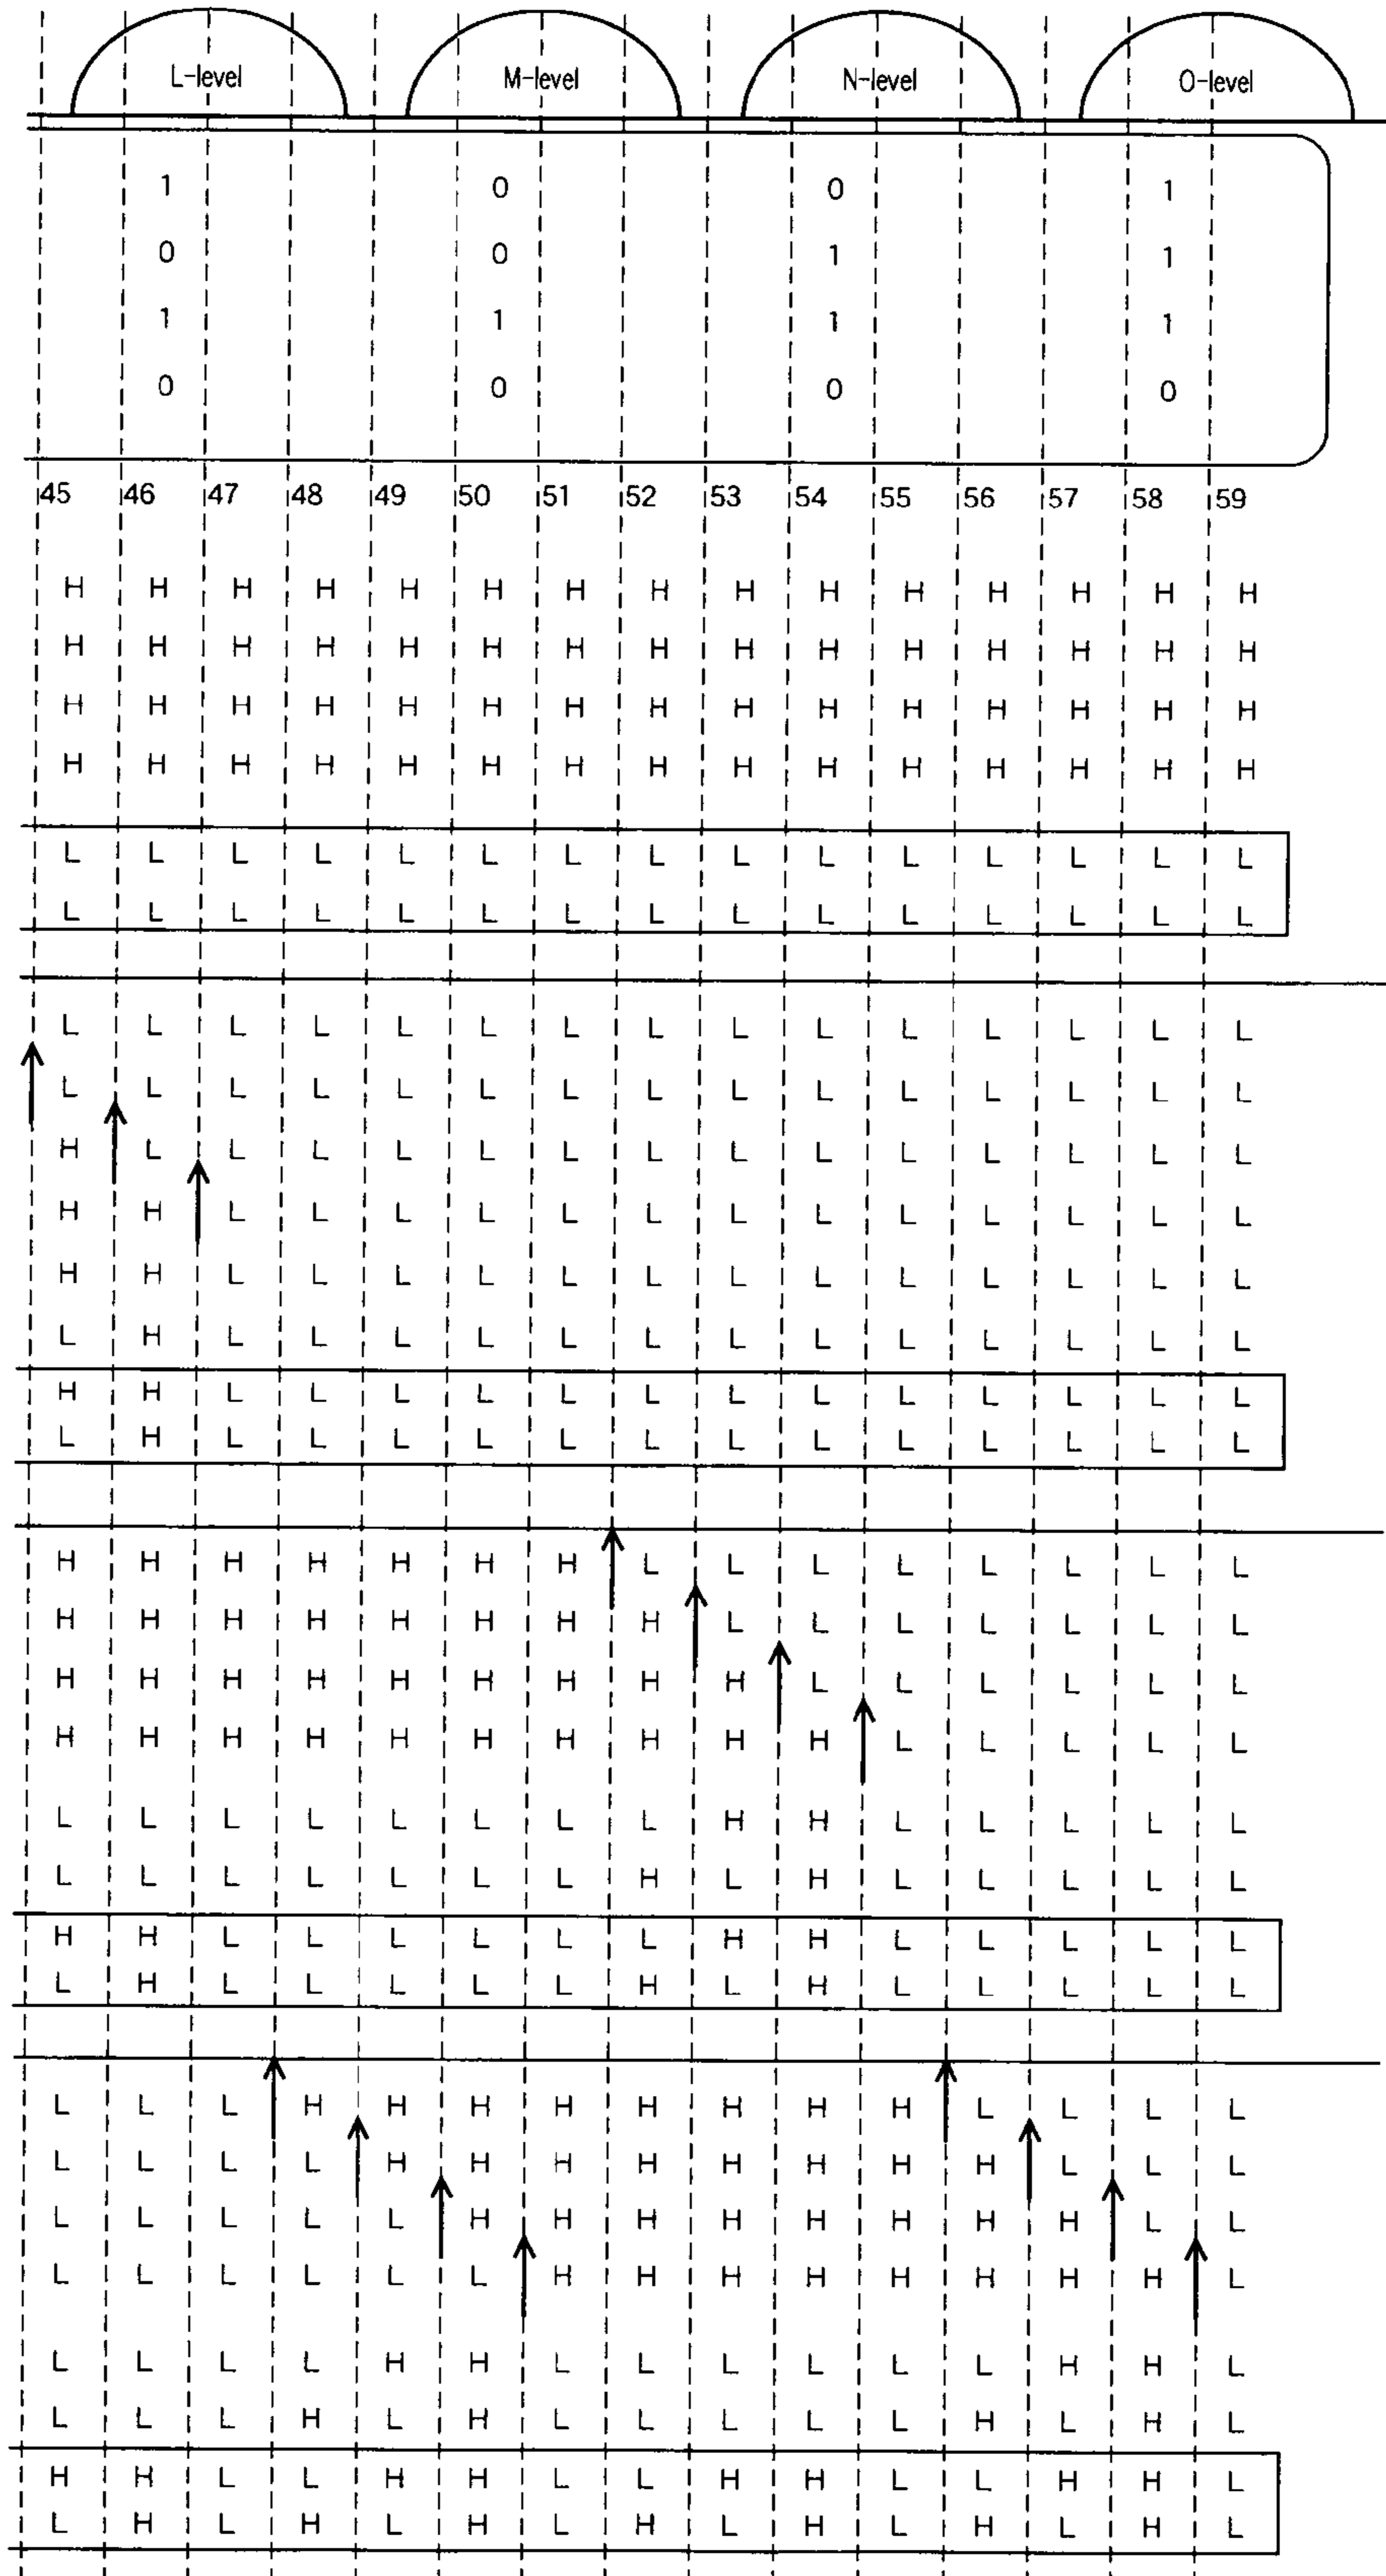 L-level M-level N-level O-level
1 0 0 1
0 0 1 1
1 1 1 1
0 0 0 0
45 46 47 48 49 50 51 52 53 54 55 56 57 58 59
H H H H H H H H H H H H H H H
H H H H H H H H H H H H H H H
H H H H H H H H H H H H H H H
H H H H H H H H H H H H H H H
L L L L L L L L L L L L L L L
L L L L L L L L L L L L L L L
L L L L L L L L L L L L L L L
L L L L L L L L L L L L L L L
H L L L L L L L L L L L L L L
H H L L L L L L L L L L L L L
H H L L L L L L L L L L L L L
L H L L L L L L L L L L L L L
H H L L L L L L L L L L L L L
L H L L L L L L L L L L L L L
H H H H H H H L L L L L L L L
H H H H H H H H L L L L L L L
H H H H H H H H H L L L L L L
H H H H H H H H H H L L L L L
L L L L L L L L H H L L L L L
L L L L L L L H L H L L L L L
H H L L L L L L H H L L L L L
L H L L L L L H L H L L L L L
L L L H H H H H H H H L L L L
L L L L H H H H H H H H L L L
L L L L L H H H H H H H H L L
L L L L L L H H H H H H H H L
L L L L H H L L L L L L H H L
L L L H L H L L L L L H L H L
H H L L H H L L H H L L H H L
L H L H L H L H L H L H L H L